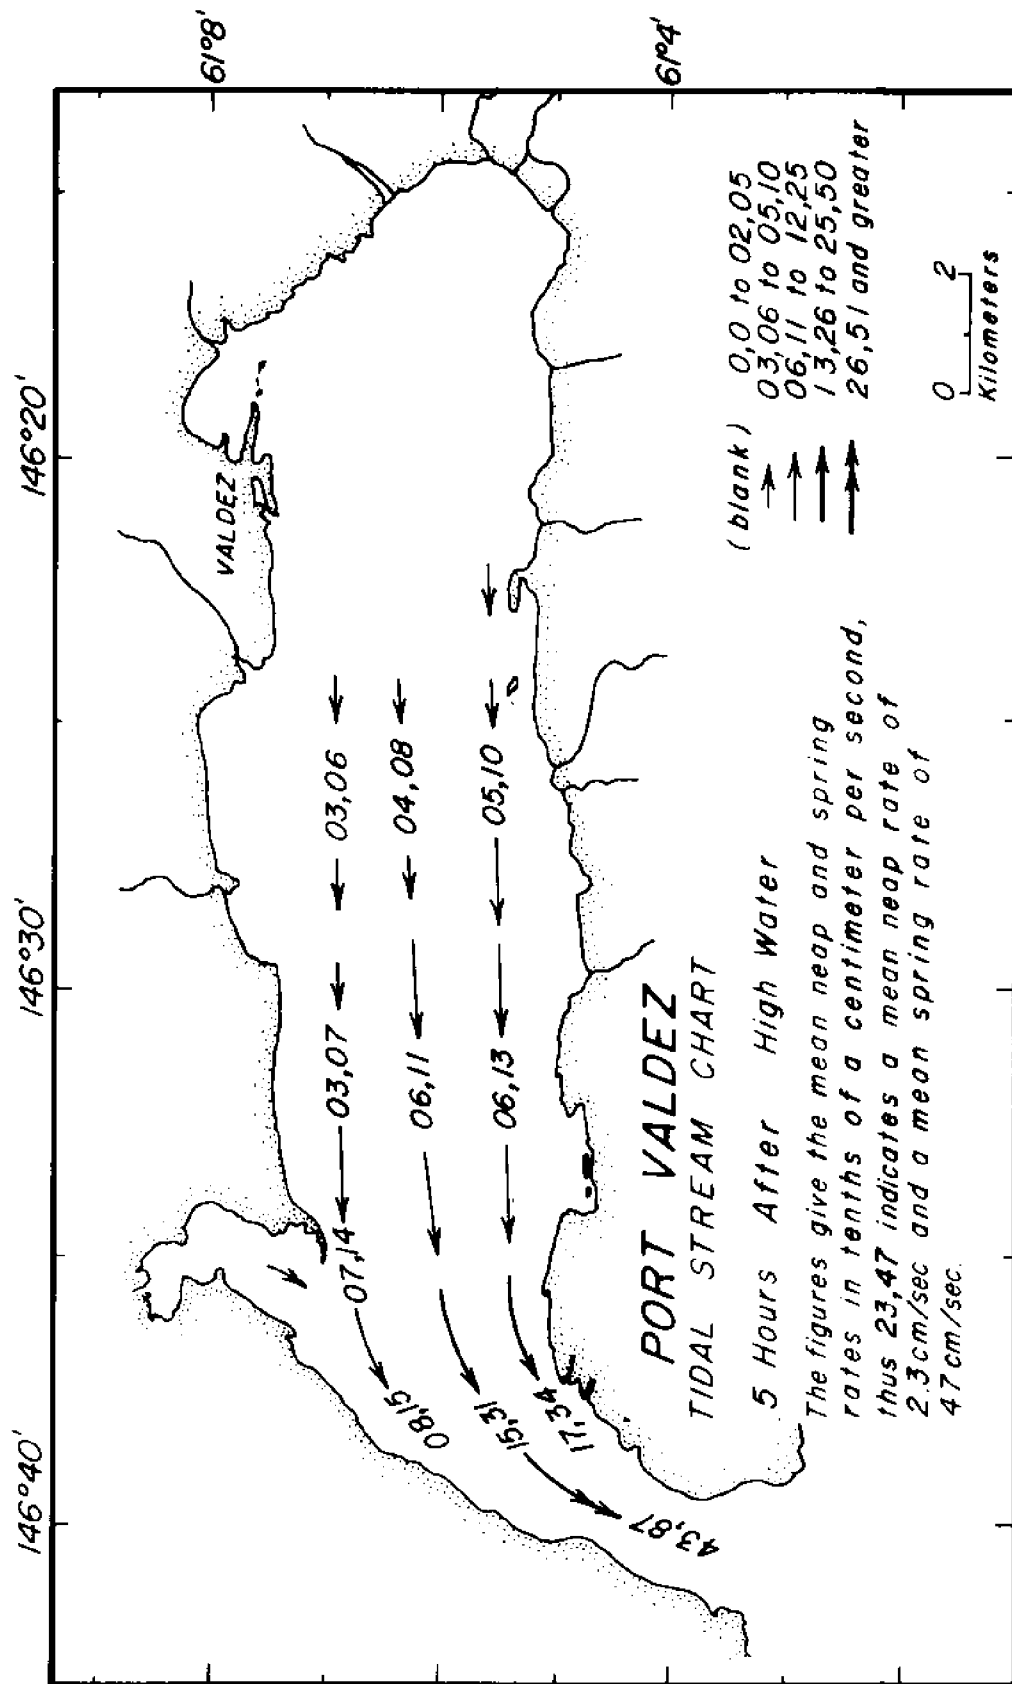 146°40'
146°30'
146°20'
61°8'
61°4'
VALDEZ
03,06
04,08
05,10
03,07
06,11
06,13
07,14
08,15
15,31
17,34
43,87
PORT VALDEZ
TIDAL STREAM CHART
5 Hours After High Water
The figures give the mean neap and spring
rates in tenths of a centimeter per second,
thus 23,47 indicates a mean neap rate of
2.3cm/sec and a mean spring rate of
47cm/sec.
(blank) 0,0 to 02,05
03,06 to 05,10
06,11 to 12,25
13,26 to 25,50
26,51 and greater
0 2
Kilometers